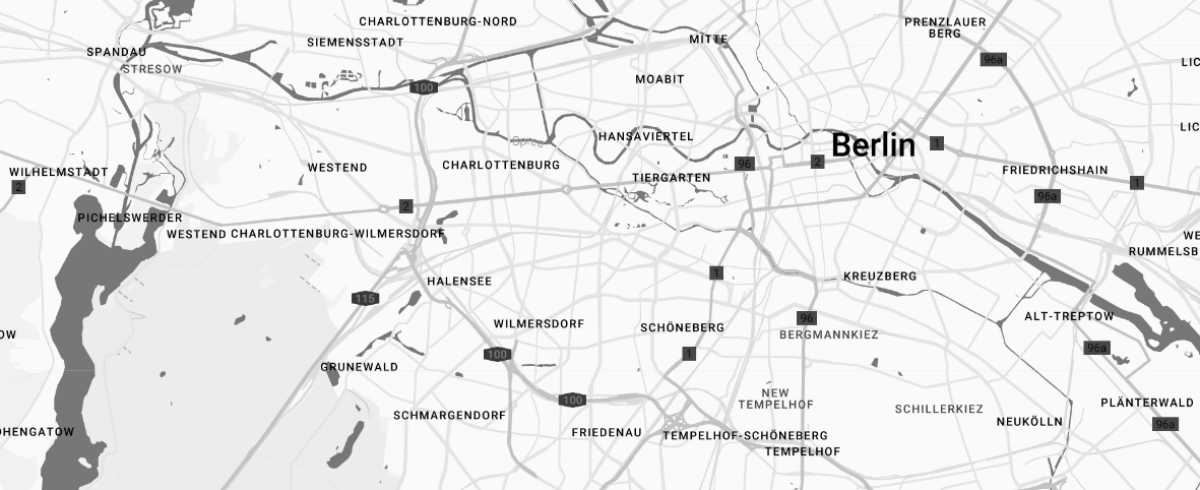 CHARLOTTENBURG-NORD
PRENZLAUER
BERG
SIEMENSSTADT
MITTE
SPANDAU
96a
LIC
STRESOW
MOABIT
100
LIC
HANSAVIERTEL
Spree
Berlin
1
2
96
WESTEND
CHARLOTTENBURG
FRIEDRICHSHAIN
WILHELMSTADT
TIERGARTEN
2
1
96a
2
PICHELSWERDER
WESTEND
CHARLOTTENBURG-WILMERSDORF
WE
RUMMELSB
1
KREUZBERG
HALENSEE
115
ALT-TREPTOW
96
WILMERSDORF
SCHÖNEBERG
OW
BERGMANNKIEZ
96a
100
1
GRUNEWALD
NEW
TEMPELHOF
100
PLÄNTERWALD
SCHILLERKIEZ
SCHMARGENDORF
NEUKÖLLN
96a
OHENGATOW
FRIEDENAU
TEMPELHOF-SCHÖNEBERG
TEMPELHOF